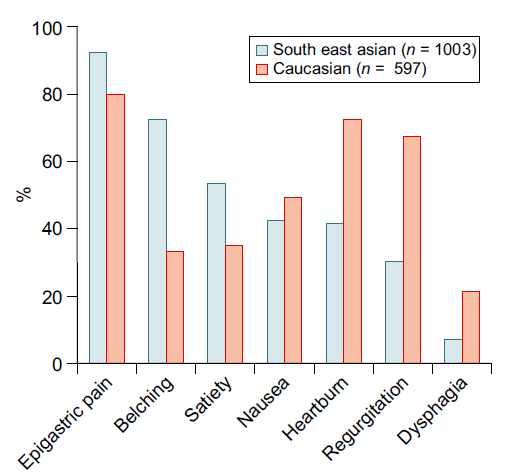 100
80
60
40
20
0
%
South east asian (n = 1003)
Caucasian (n = 597)
Epigastric pain
Belching
Satiety
Nausea
Heartburn
Regurgitation
Dysphagia